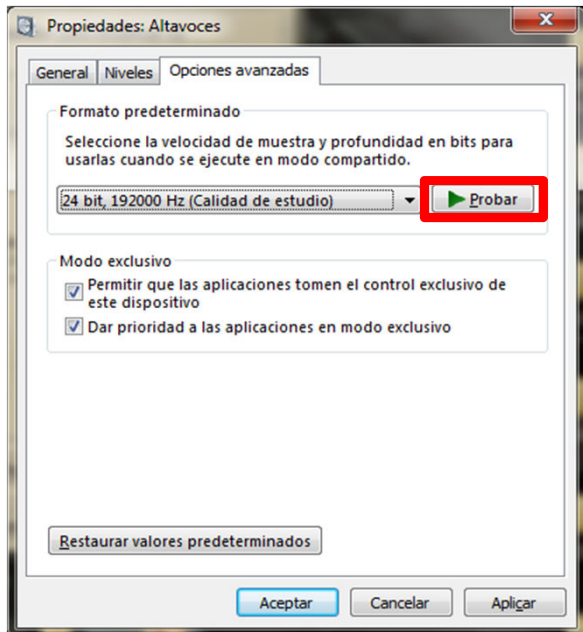 Propiedades: Altavoces
General Niveles Opciones avanzadas
Formato predeterminado
Seleccione la velocidad de muestra y profundidad en bits para
usarlas cuando se ejecute en modo compartido.
24 bit, 192000 Hz (Calidad de estudio) Probar
Modo exclusivo
Permitir que las aplicaciones tomen el control exclusivo de
este dispositivo
Dar prioridad a las aplicaciones en modo exclusivo
Restaurar valores predeterminados
Aceptar Cancelar Aplicar